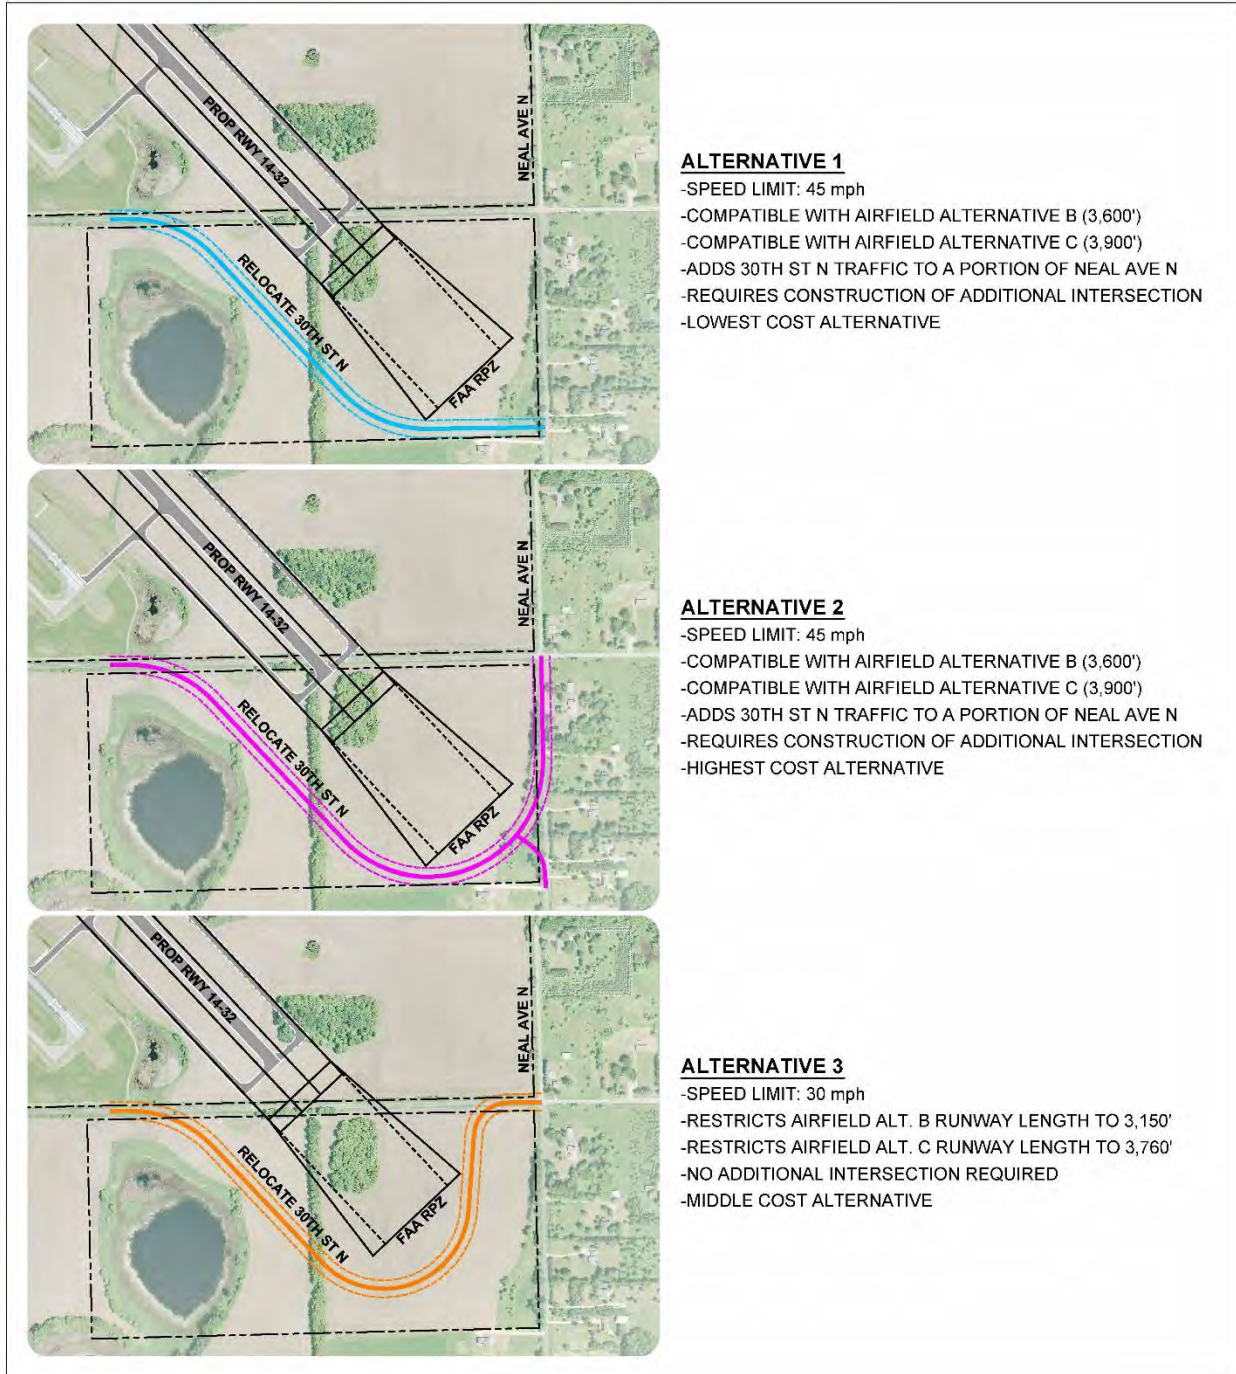 PROP RWY 14-32
NEAL AVE N
RELOCATE 30TH ST N
FAA RPZ
ALTERNATIVE 1
-SPEED LIMIT: 45 mph
-COMPATIBLE WITH AIRFIELD ALTERNATIVE B (3,600')
-COMPATIBLE WITH AIRFIELD ALTERNATIVE C (3,900')
-ADDS 30TH ST N TRAFFIC TO A PORTION OF NEAL AVE N
-REQUIRES CONSTRUCTION OF ADDITIONAL INTERSECTION
-LOWEST COST ALTERNATIVE
PROP RWY 14-32
NEAL AVE N
RELOCATE 30TH ST N
FAA RPZ
ALTERNATIVE 2
-SPEED LIMIT: 45 mph
-COMPATIBLE WITH AIRFIELD ALTERNATIVE B (3,600')
-COMPATIBLE WITH AIRFIELD ALTERNATIVE C (3,900')
-ADDS 30TH ST N TRAFFIC TO A PORTION OF NEAL AVE N
-REQUIRES CONSTRUCTION OF ADDITIONAL INTERSECTION
-HIGHEST COST ALTERNATIVE
PROP RWY 14-32
NEAL AVE N
RELOCATE 30TH ST N
FAA RPZ
ALTERNATIVE 3
-SPEED LIMIT: 30 mph
-RESTRICTS AIRFIELD ALT. B RUNWAY LENGTH TO 3,150'
-RESTRICTS AIRFIELD ALT. C RUNWAY LENGTH TO 3,760'
-NO ADDITIONAL INTERSECTION REQUIRED
-MIDDLE COST ALTERNATIVE